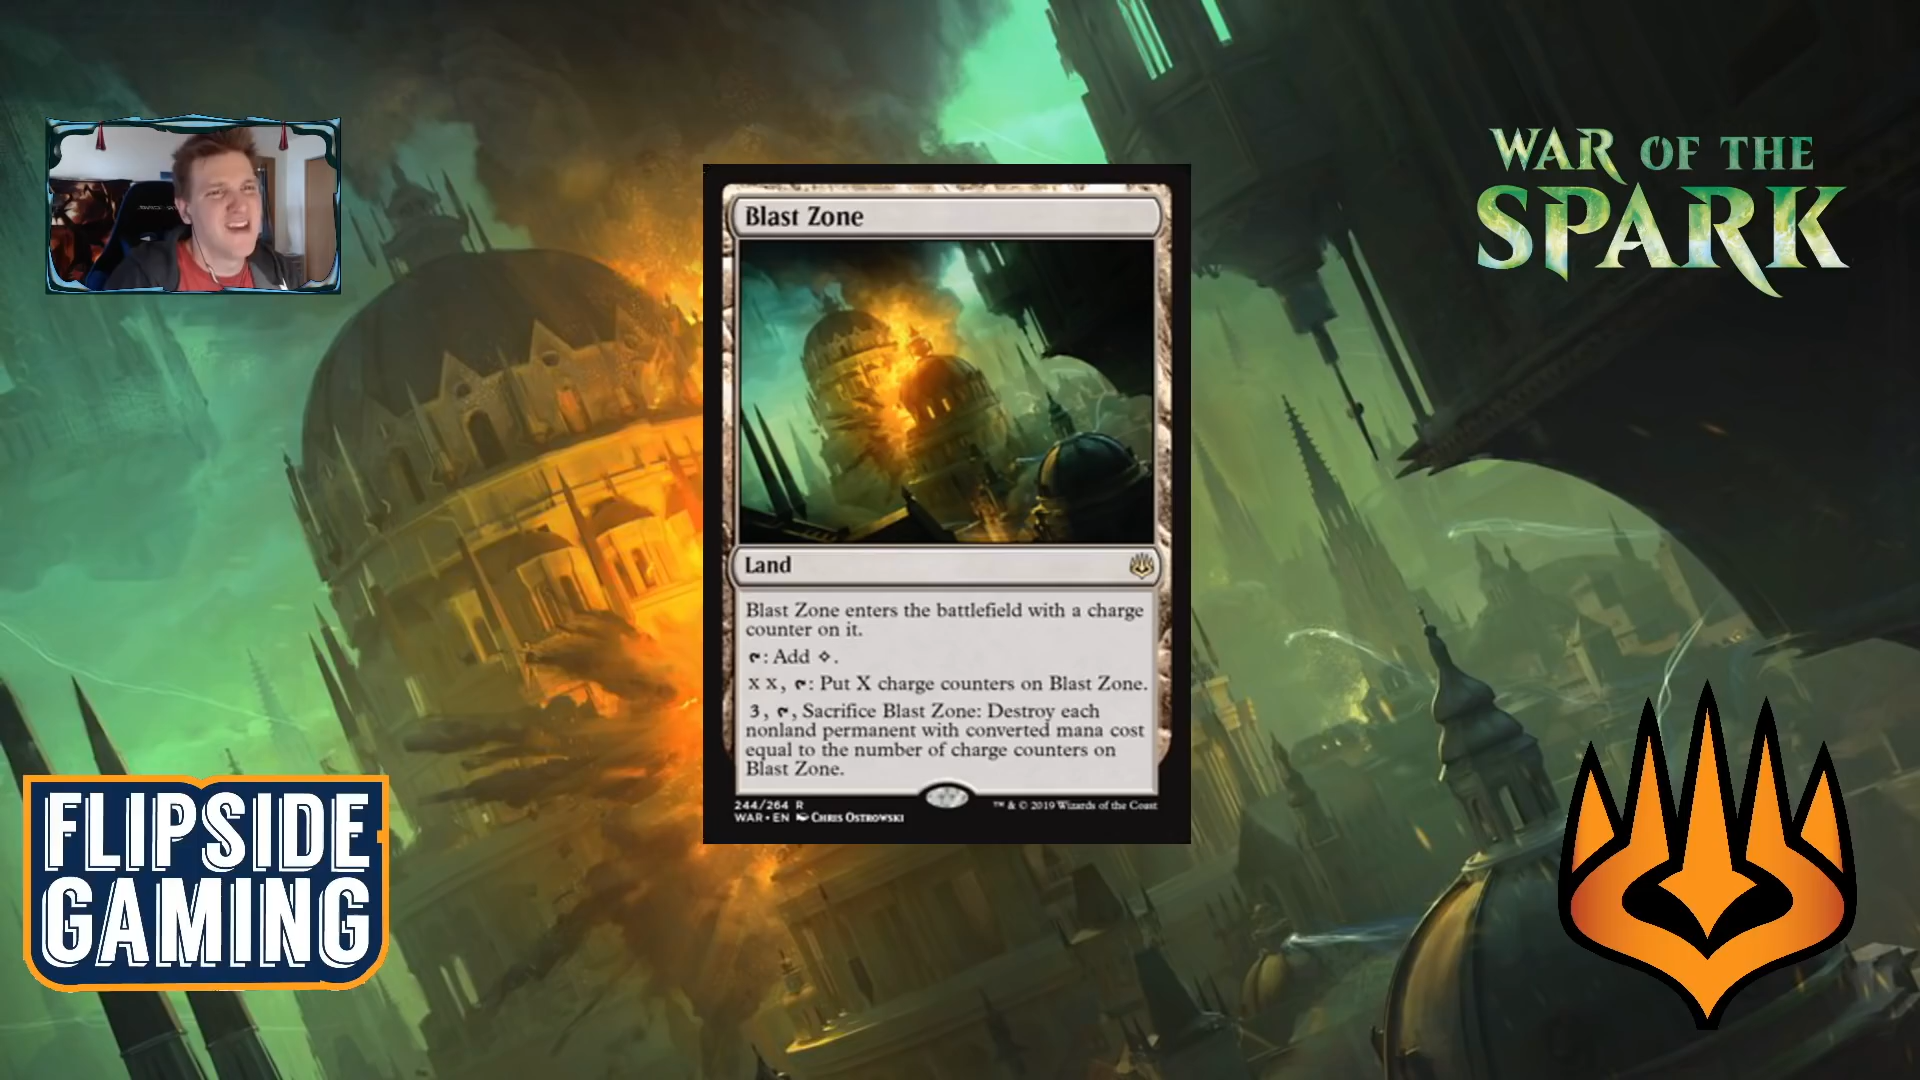 WAR OF THE
SPARK
Blast Zone
Land
Blast Zone enters the battlefield with a charge
counter on it.
: Add .
X X, : Put X charge counters on Blast Zone.
3, , Sacrifice Blast Zone: Destroy each
nonland permanent with converted mana cost
equal to the number of charge counters on
Blast Zone.
244/264 R
WAR • EN Chris Ostrowski
™ & © 2019 Wizards of the Coast
FLIPSIDE
GAMING